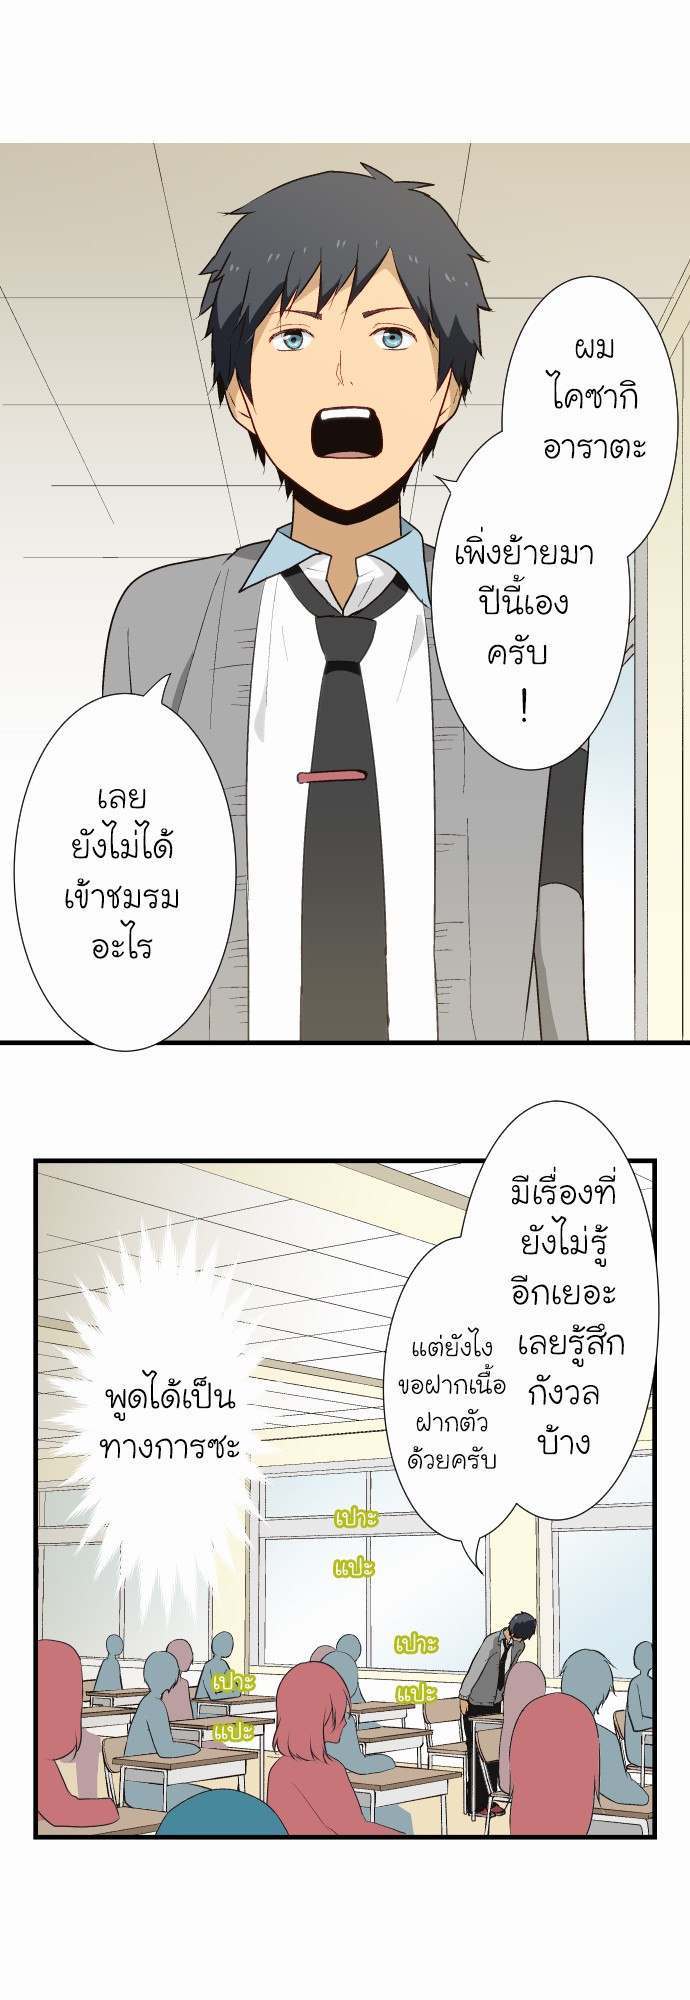 ผม
ไคซากิ
อาราตะ
เพิ่งย้ายมา
ปีนี้เอง
ครับ
!
เลย
ยังไม่ได้
เข้าชมรม
อะไร
มีเรื่องที่
ยังไม่รู้
อีกเยอะ
เลยรู้สึก
กังวล
บ้าง
แต่ยังไง
ขอฝากเนื้อ
ฝากตัว
ด้วยครับ
พูดได้เป็น
ทางการซะ
เปาะ
แปะ
เปาะ
แปะ
เปาะ
แปะ